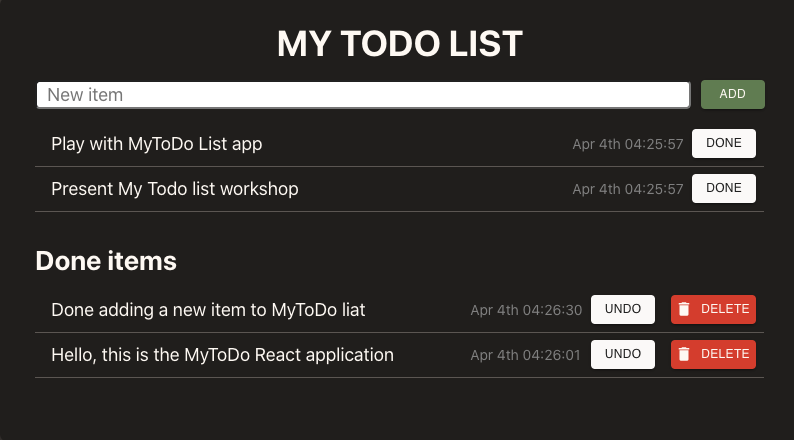 MY TODO LIST
New item ADD
Play with MyToDo List app Apr 4th 04:25:57 DONE
Present My Todo list workshop Apr 4th 04:25:57 DONE
Done items
Done adding a new item to MyToDo liat Apr 4th 04:26:30 UNDO DELETE
Hello, this is the MyToDo React application Apr 4th 04:26:01 UNDO DELETE